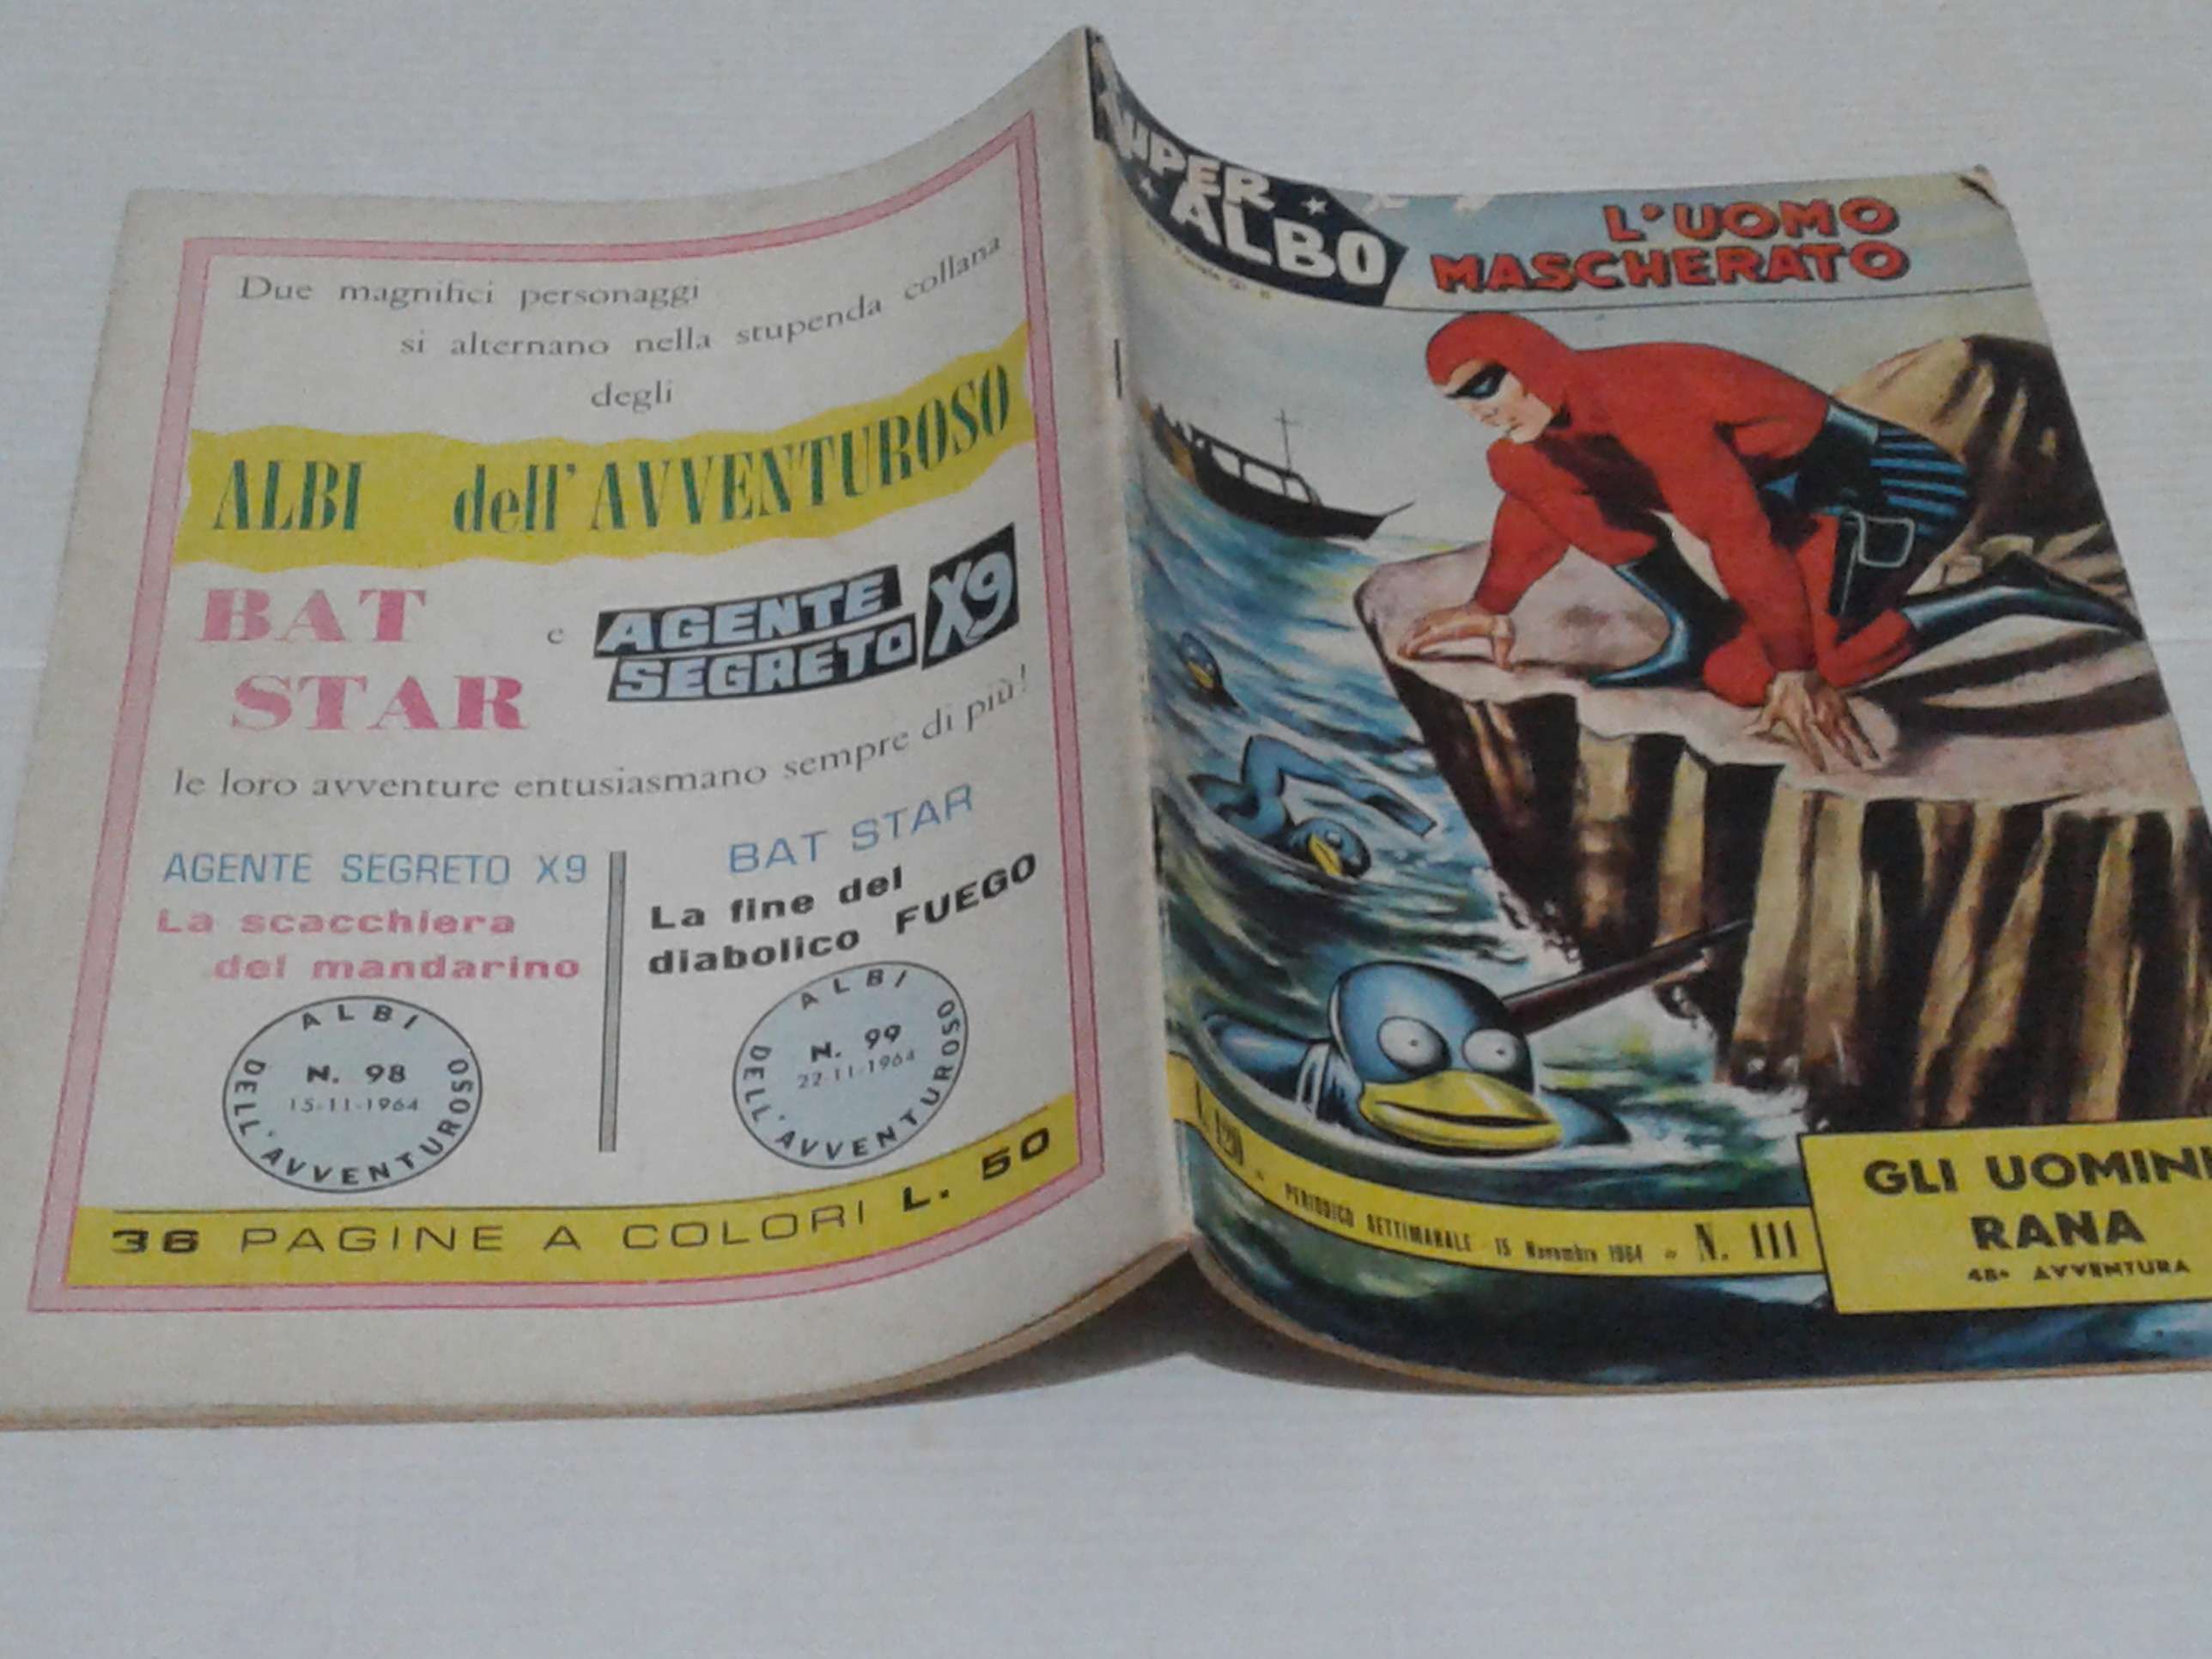 Due magnifici personaggi
si alternano nella stupenda collana
degli
ALBI dell'AVVENTUROSO
BAT
STAR
e
AGENTE
SEGRETO X9
le loro avventure entusiasmano sempre di più!
AGENTE SEGRETO X9
La scacchiera
del mandarino
ALBI
DELL'AVVENTUROSO
N. 98
15-11-1964
BAT STAR
La fine del
diabolico FUEGO
ALBI
DELL'AVVENTUROSO
N. 99
22-11-1964
36 PAGINE A COLORI L. 50
SUPER
ALBO
L'UOMO
MASCHERATO
L. 120 - PERIODICO SETTIMANALE 15 Novembre 1964 - N. 111
GLI UOMINI
RANA
48ª AVVENTURA